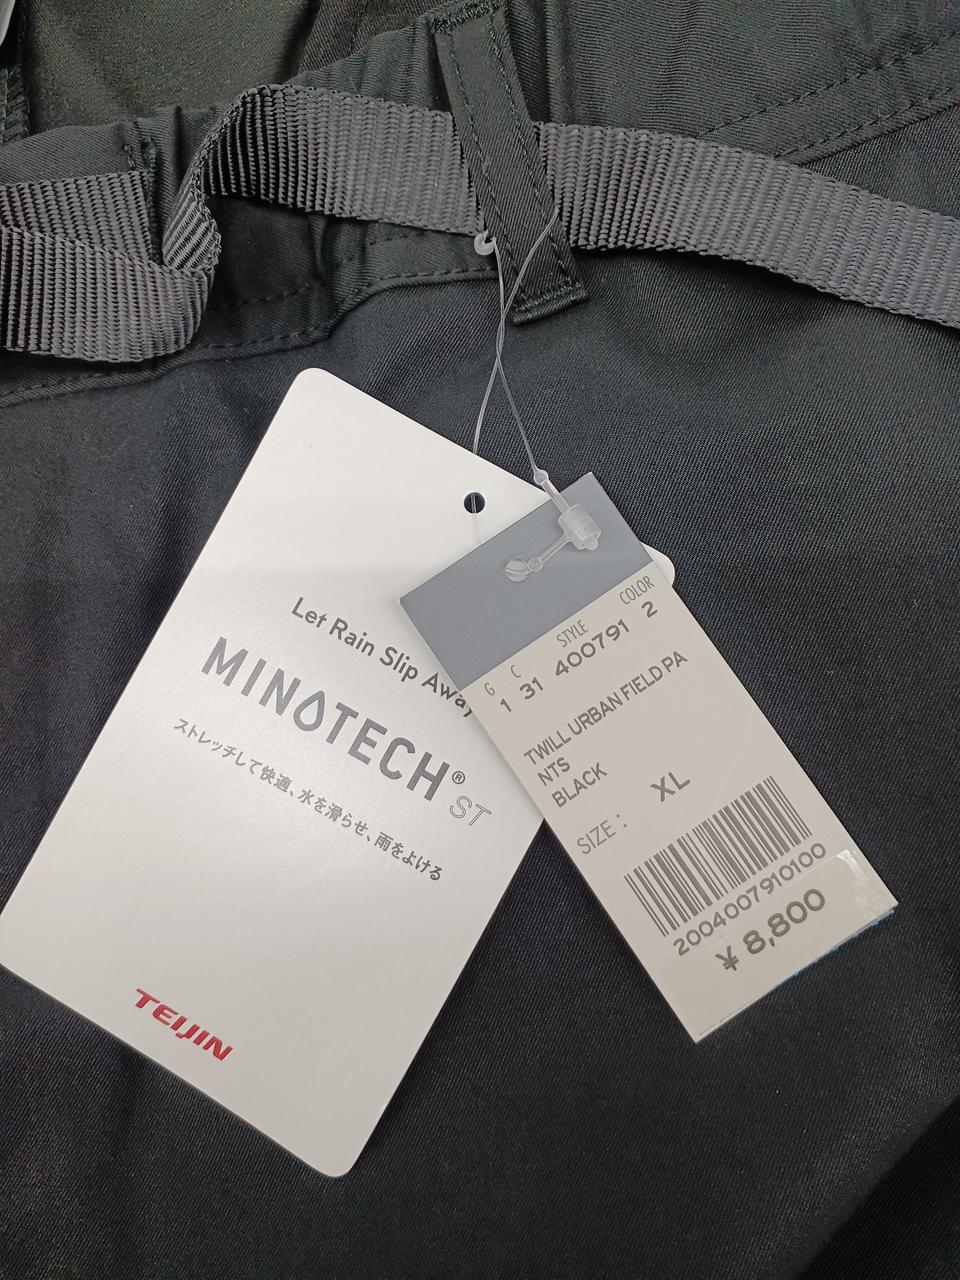 Let Rain Slip Away
MINOTECH® ST
ストレッチして快適、水を滑らせ、雨をよける
TEIJIN
G C STYLE COLOR
1 31 400791 2
TWILL URBAN FIELD PA
NTS
BLACK
SIZE : XL
2004007910100
¥ 8,800